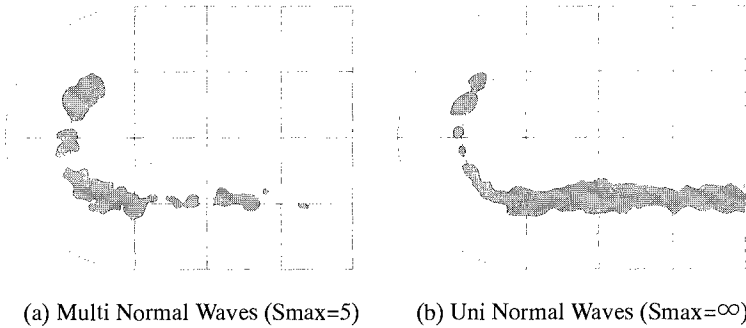 (a) Multi Normal Waves (Smax=5)
(b) Uni Normal Waves (Smax=∞)